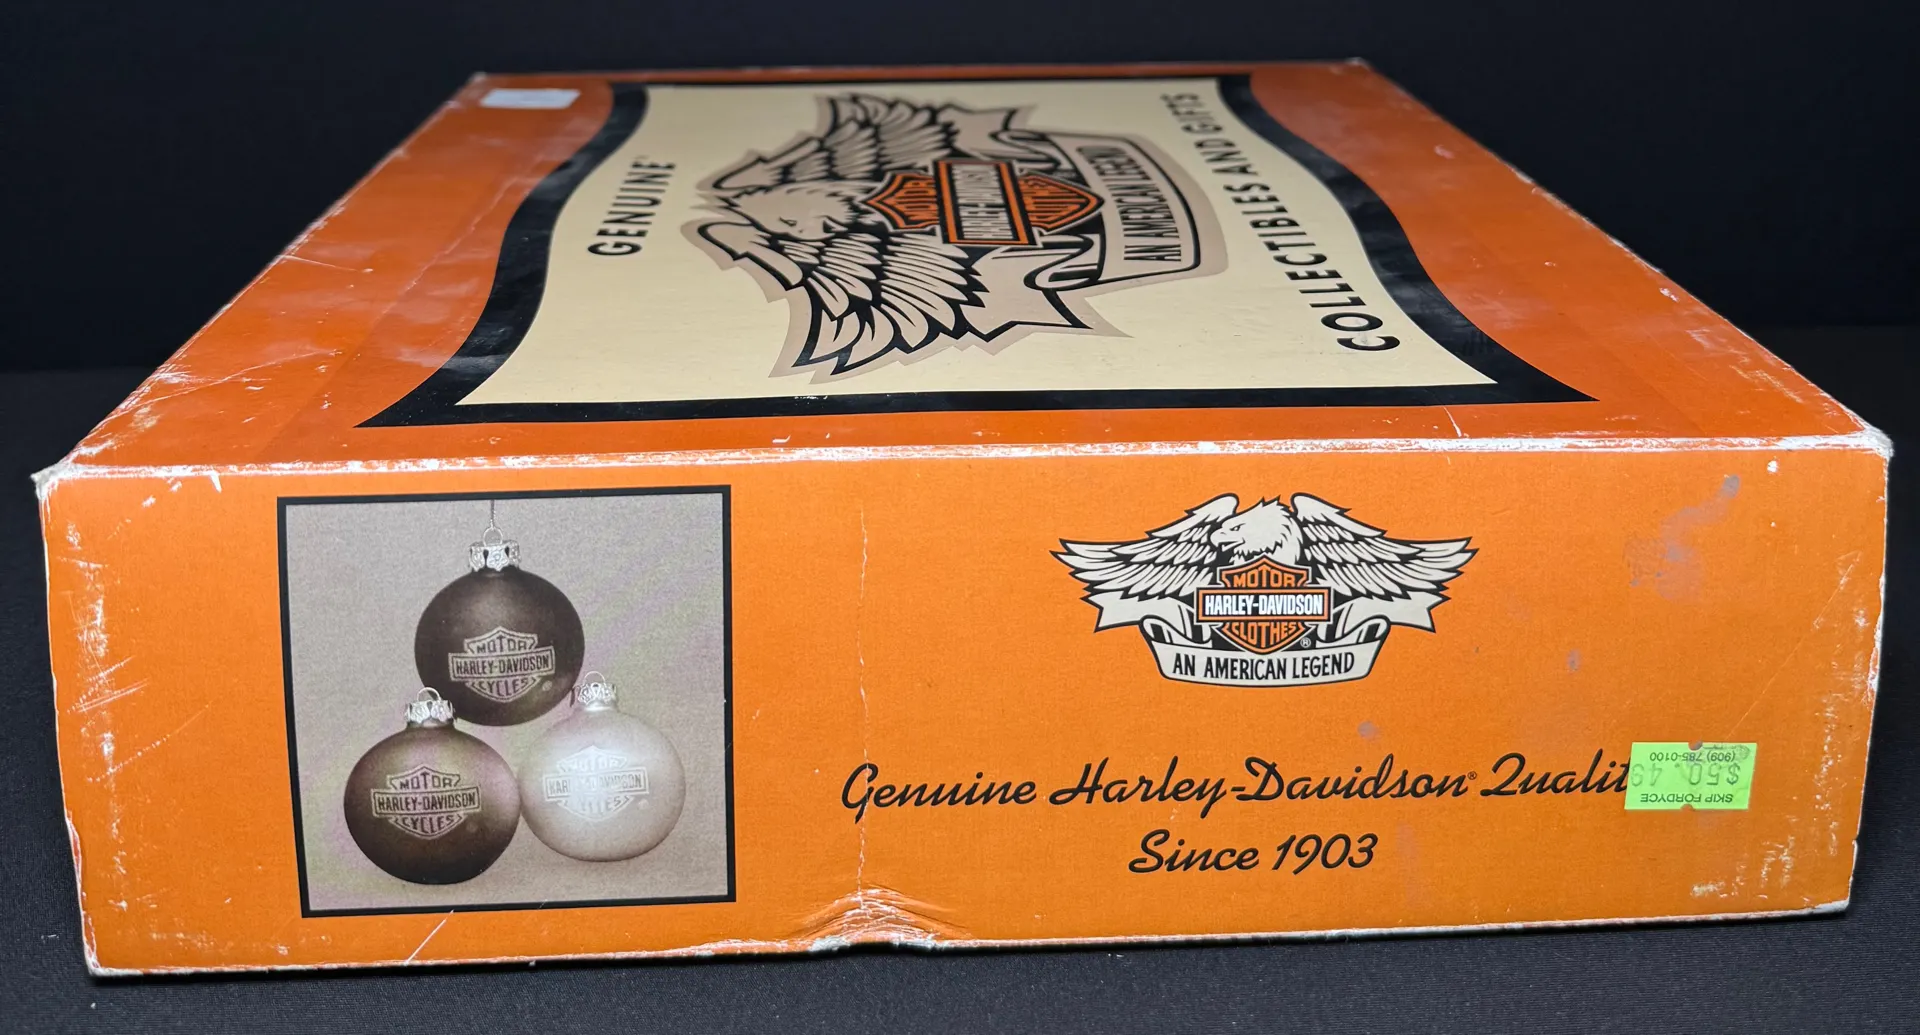 GENUINE
MOTOR
HARLEY-DAVIDSON
CLOTHES
AN AMERICAN LEGEND
COLLECTIBLES AND GIFTS
MOTOR
HARLEY-DAVIDSON
CYCLES
MOTOR
HARLEY-DAVIDSON
CYCLES
MOTOR
HARLEY-DAVIDSON
CYCLES
MOTOR
HARLEY-DAVIDSON
CLOTHES®
AN AMERICAN LEGEND
Genuine Harley-Davidson® Qualit
Since 1903
SKIP FORDYCE
$50.49
(909) 785-0100